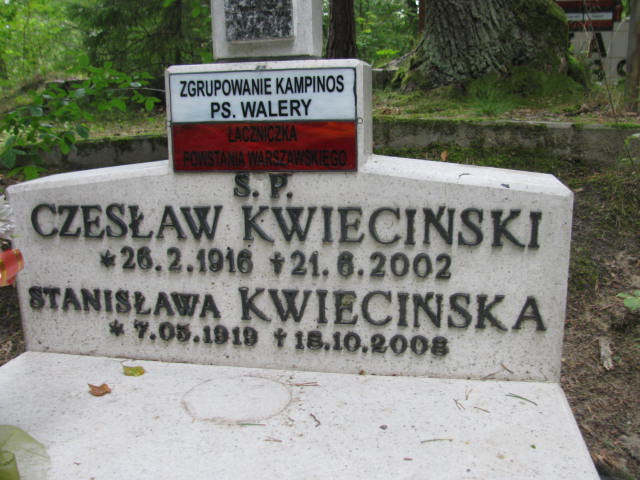 ZGRUPOWANIE KAMPINOS
PS. WALERY
ŁĄCZNICZKA
POWSTANIA WARSZAWSKIEGO
Ś. P.
CZESŁAW KWIECIŃSKI
*26.2.1916 †21.6.2002
STANISŁAWA KWIECIŃSKA
*7.05.1919 †18.10.2008